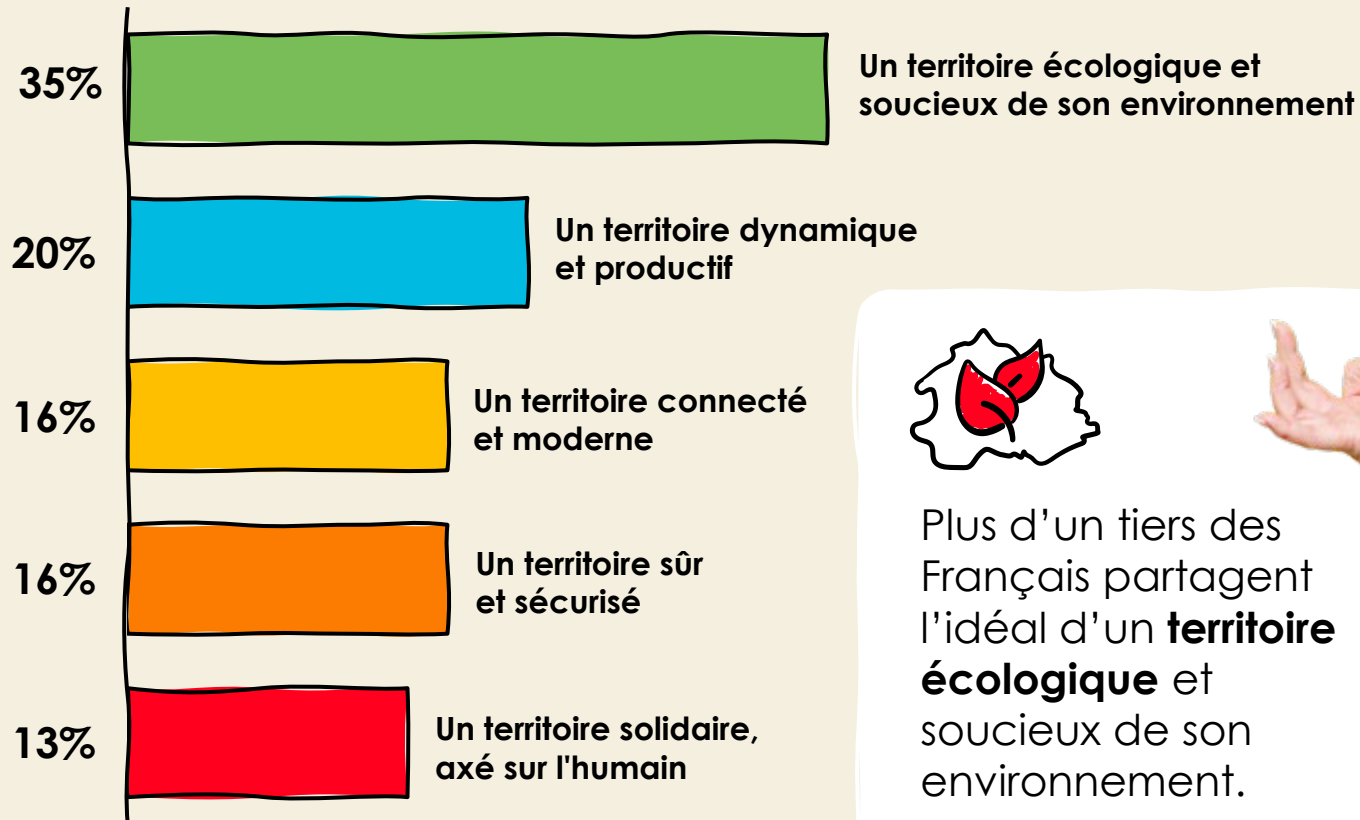 35%
Un territoire écologique et
soucieux de son environnement
20%
Un territoire dynamique
et productif
16%
Un territoire connecté
et moderne
16%
Un territoire sûr
et sécurisé
13%
Un territoire solidaire,
axé sur l'humain
Plus d’un tiers des
Français partagent
l’idéal d’un territoire
écologique et
soucieux de son
environnement.